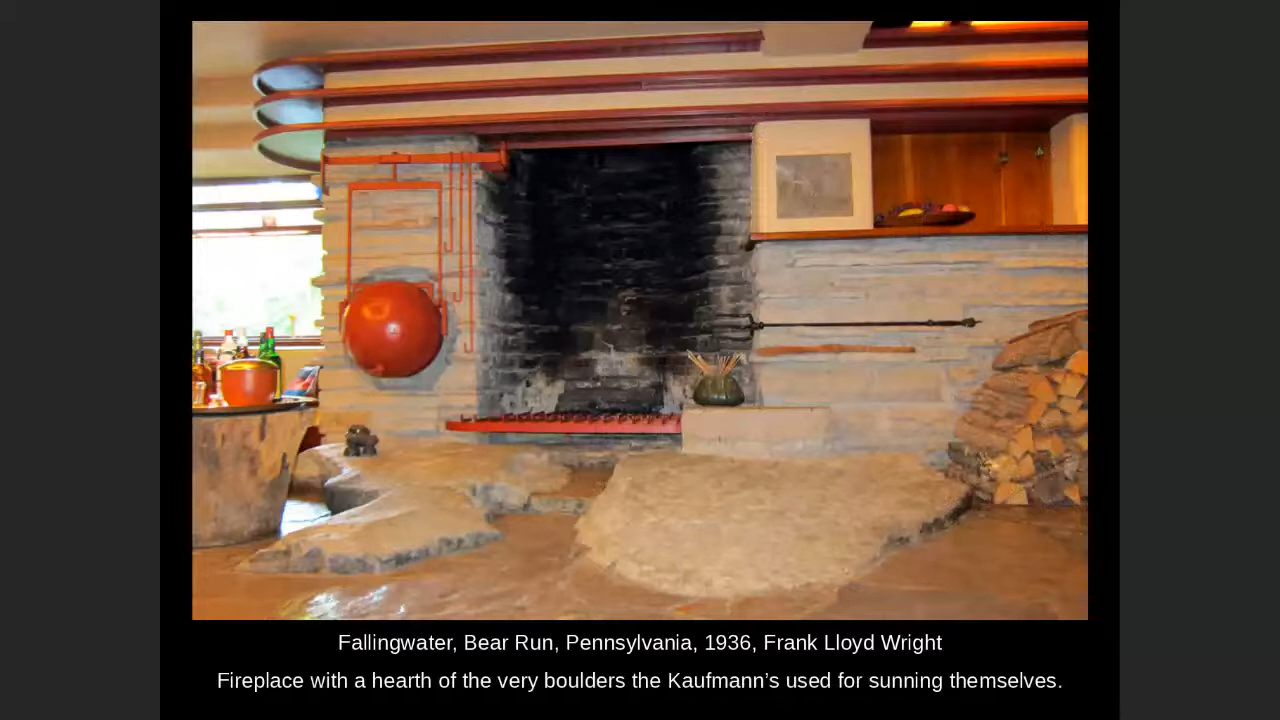 Fallingwater, Bear Run, Pennsylvania, 1936, Frank Lloyd Wright
Fireplace with a hearth of the very boulders the Kaufmann’s used for sunning themselves.